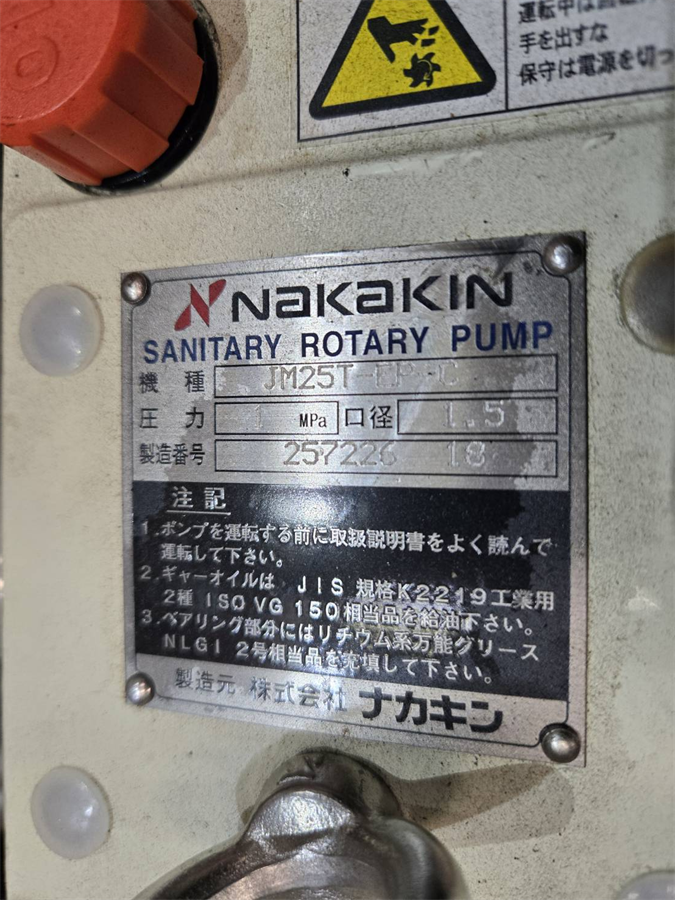 運転中は
手を出すな
保守は電源を切っ
NAKAKIN
SANITARY ROTARY PUMP
機種 JM25T
圧力 1 MPa 口径 1.5
製造番号 257226 18
注記
1.ポンプを運転する前に取扱説明書をよく読んで
運転して下さい。
2.ギャーオイルは JIS 規格K2219工業用
2種 ISO VG 150相当品を給油下さい。
3.ベアリング部分にはリチウム系万能グリース
NLGI 2号相当品を充填して下さい。
製造元 株式会社 ナカキン